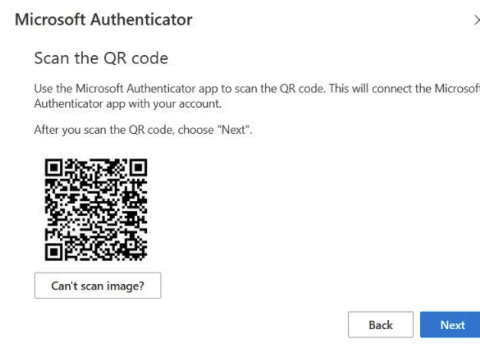 Microsoft Authenticator
Scan the QR code
Use the Microsoft Authenticator app to scan the QR code. This will connect the Microsoft
Authenticator app with your account.
After you scan the QR code, choose "Next".
Can't scan image?
Back
Next